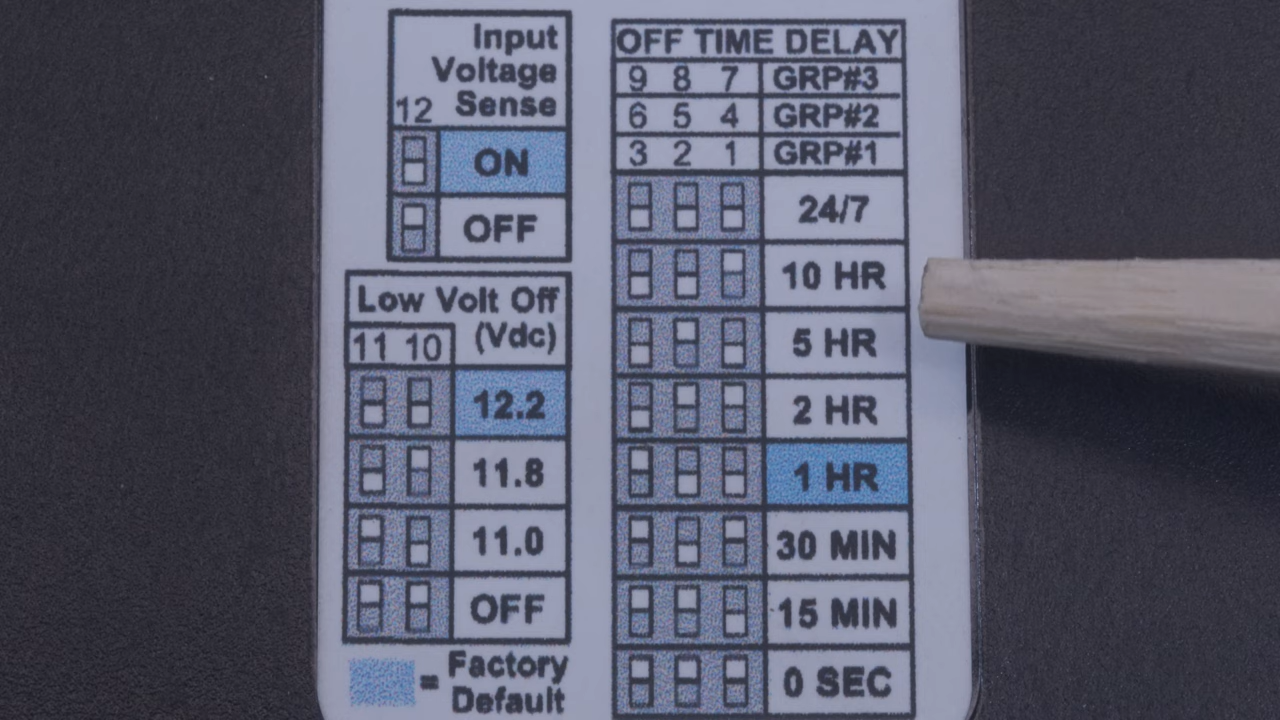 Input
Voltage
12 Sense
ON
OFF
Low Volt Off
11 10 (Vdc)
12.2
11.8
11.0
OFF
= Factory
Default
OFF TIME DELAY
9 8 7 GRP#3
6 5 4 GRP#2
3 2 1 GRP#1
24/7
10 HR
5 HR
2 HR
1 HR
30 MIN
15 MIN
0 SEC